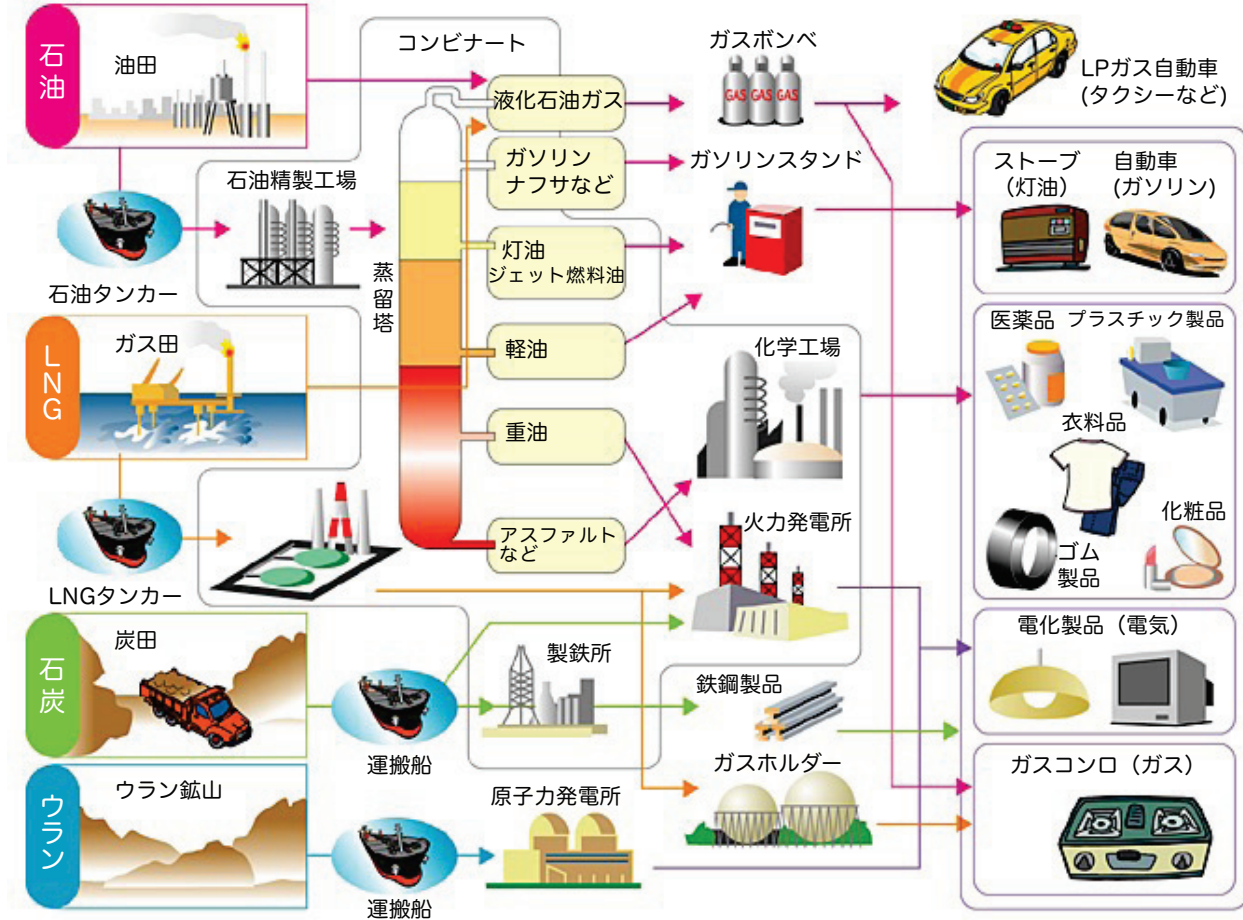 石油
油田
コンビナート
液化石油ガス
ガスボンベ
GAS GAS GAS
LPガス自動車
(タクシーなど)
石油タンカー
石油精製工場
蒸留塔
ガソリン
ナフサなど
ガソリンスタンド
灯油
ジェット燃料油
ストーブ
(灯油)
自動車
(ガソリン)
LNG
ガス田
軽油
重油
アスファルト
など
化学工場
医薬品
プラスチック製品
衣料品
ゴム
製品
化粧品
LNGタンカー
火力発電所
電化製品(電気)
石炭
炭田
運搬船
製鉄所
鉄鋼製品
ガスホルダー
ガスコンロ(ガス)
ウラン
ウラン鉱山
運搬船
原子力発電所